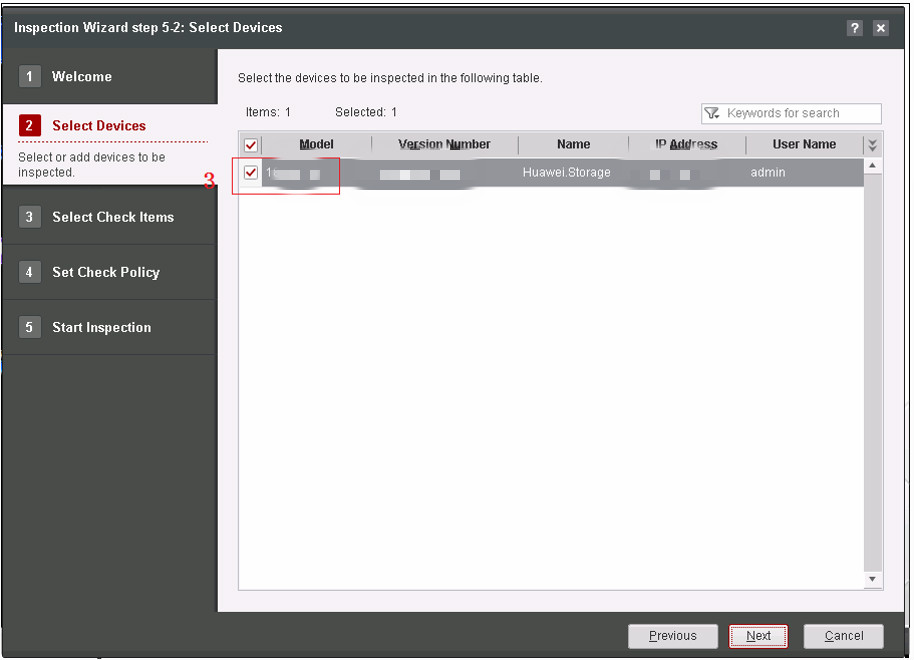 Inspection Wizard step 5-2: Select Devices
? ×
1 Welcome
2 Select Devices
Select or add devices to be
inspected.
3 Select Check Items
4 Set Check Policy
5 Start Inspection
Select the devices to be inspected in the following table.
Items: 1 Selected: 1
Keywords for search
Model Version Number Name IP Address User Name
3
Huawei.Storage admin
Previous Next Cancel